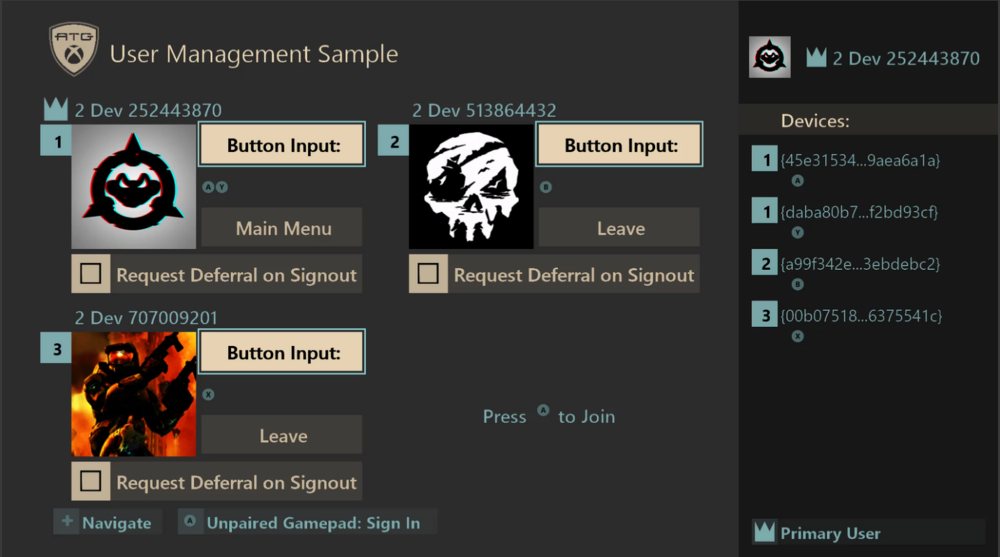 ATG
User Management Sample
2 Dev 252443870
1
Button Input:
A Y
Main Menu
Request Deferral on Signout
2 Dev 513864432
2
Button Input:
B
Leave
Request Deferral on Signout
2 Dev 707009201
3
Button Input:
X
Leave
Request Deferral on Signout
Press A to Join
Navigate
A Unpaired Gamepad: Sign In
2 Dev 252443870
Devices:
1 {45e31534...9aea6a1a}
A
1 {daba80b7...f2bd93cf}
Y
2 {a99f342e...3ebdebc2}
B
3 {00b07518...6375541c}
X
Primary User